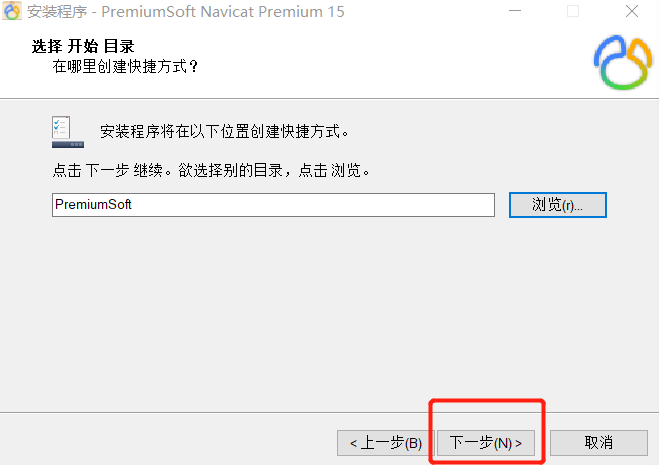 安装程序 - PremiumSoft Navicat Premium 15
选择 开始 目录
在哪里创建快捷方式？
安装程序将在以下位置创建快捷方式。
点击 下一步 继续。欲选择别的目录，点击 浏览。
PremiumSoft
浏览(r)...
< 上一步(B)
下一步(N) >
取消